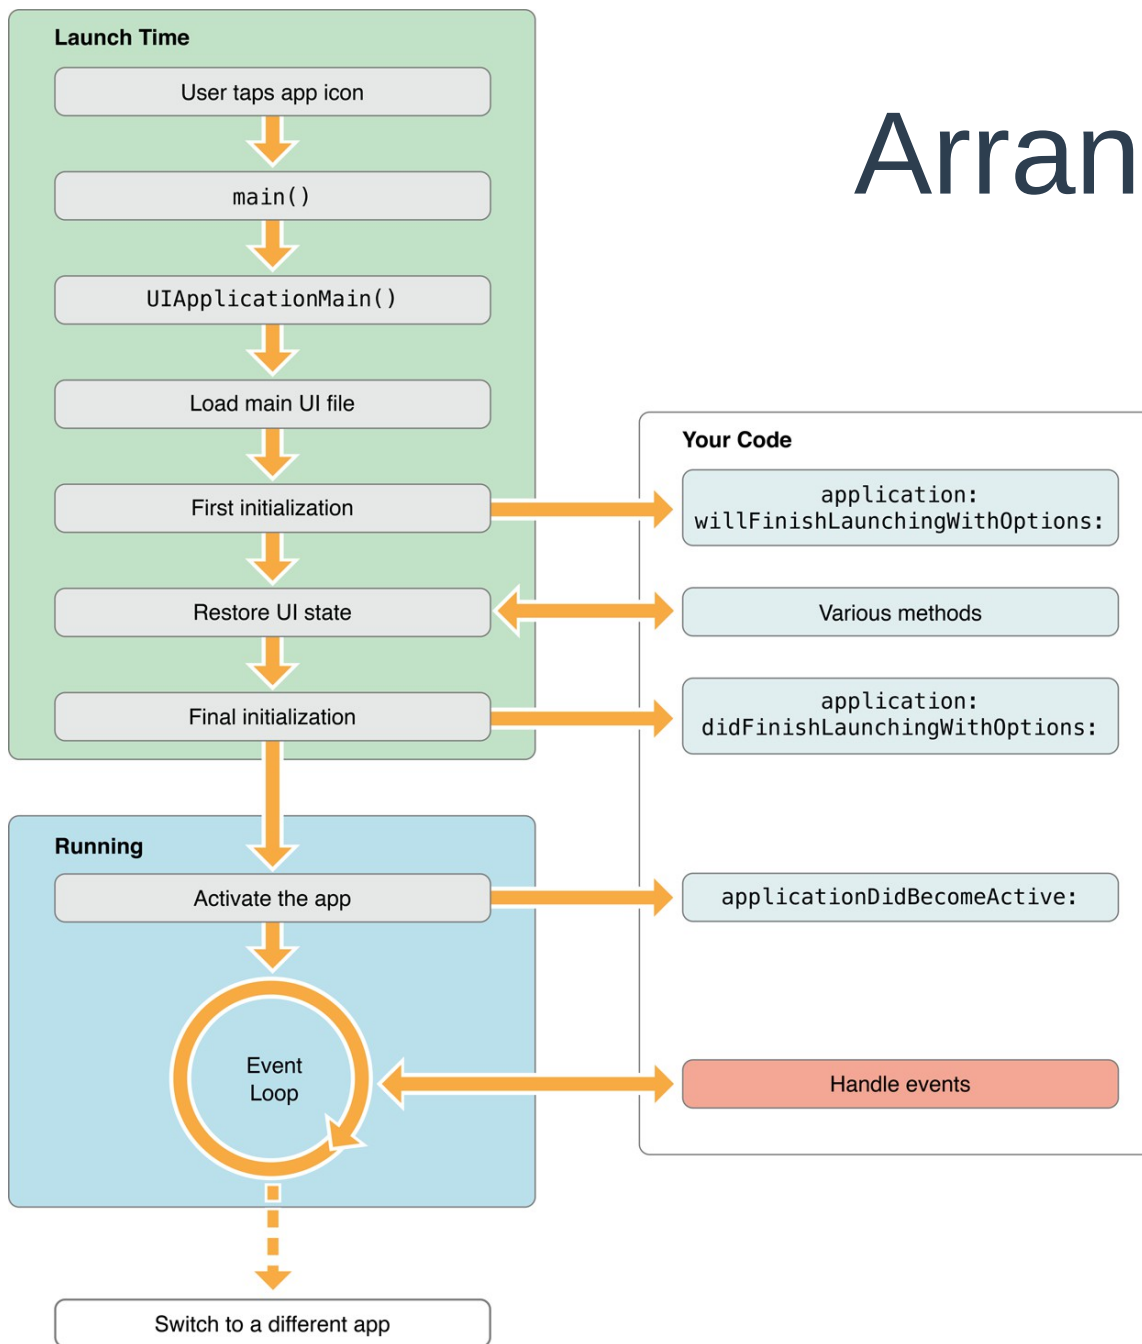 Launch Time
User taps app icon
main()
UIApplicationMain()
Load main UI file
First initialization
Restore UI state
Final initialization
Running
Activate the app
Event
Loop
Switch to a different app
Arran
Your Code
application:
willFinishLaunchingWithOptions:
Various methods
application:
didFinishLaunchingWithOptions:
applicationDidBecomeActive:
Handle events